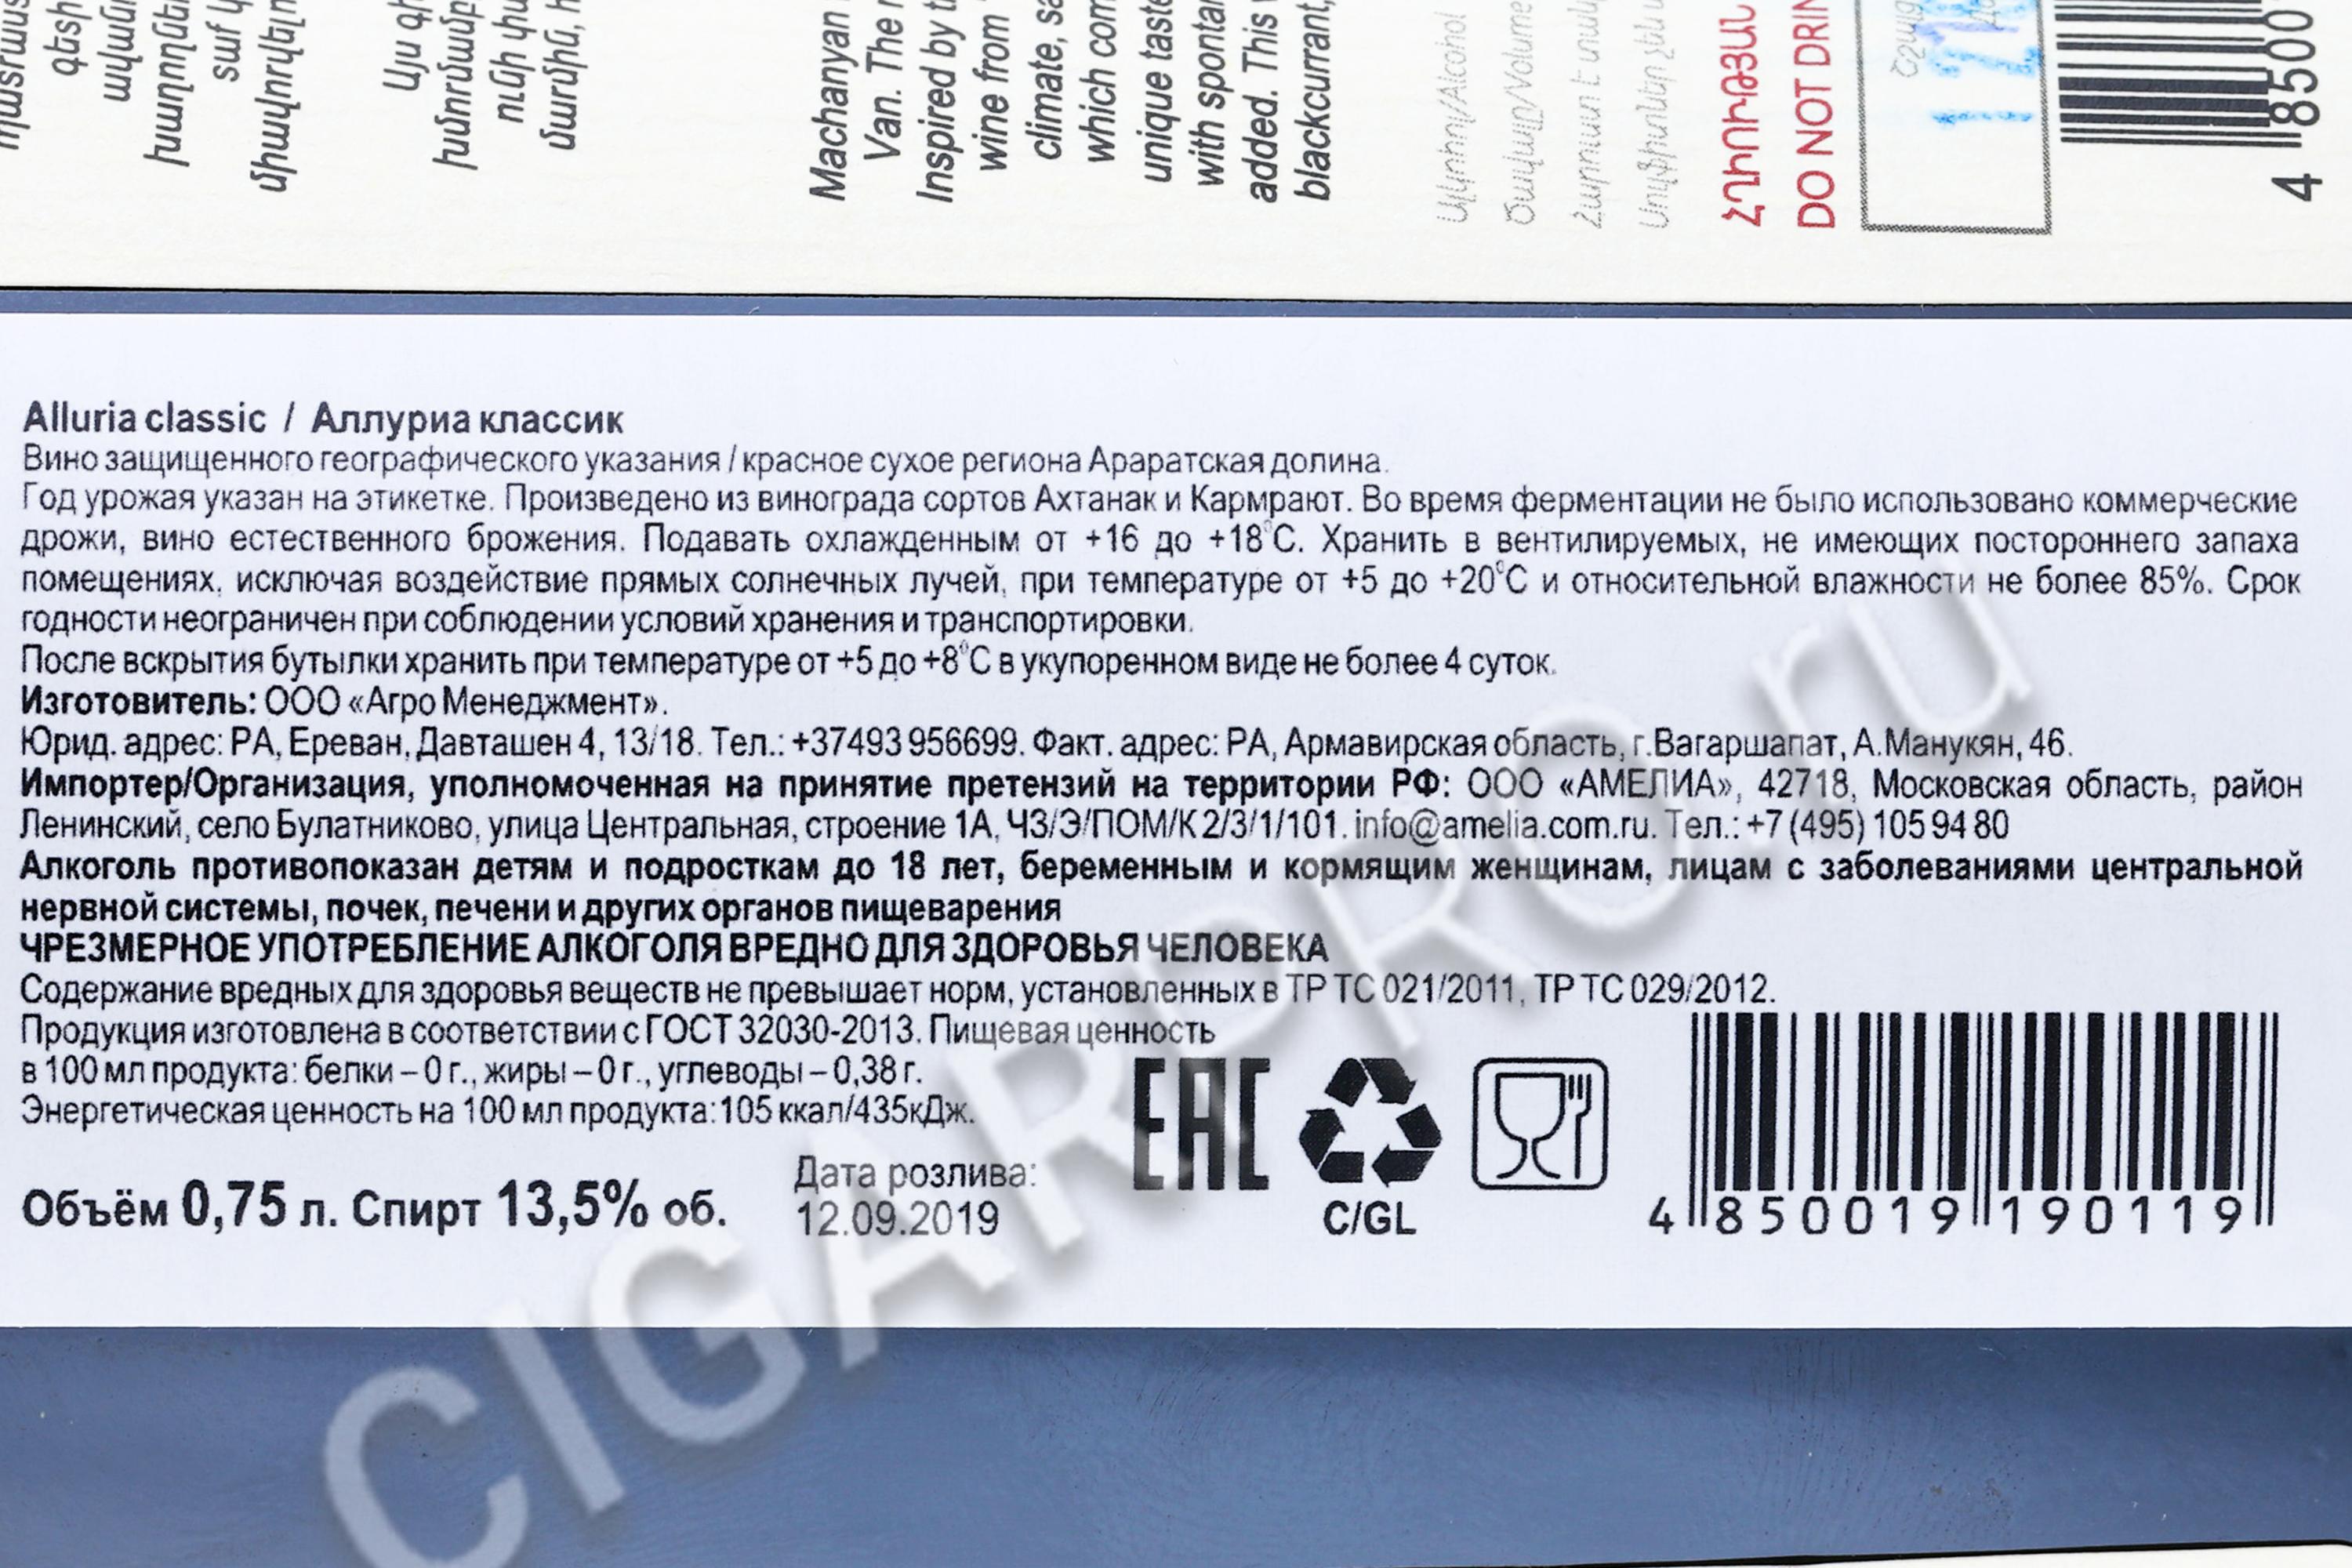 Machanyan
Van. The
Inspired by
wine from
climate, sa
which com
unique taste
with sponta
added. This
blackcurrant,
Ալկոհոլ/Alcohol
Ծավալը/Volume
DO NOT DRIN
4 8500
Alluria classic / Аллуриа классик
Вино защищенного географического указания / красное сухое региона Араратская долина.
Год урожая указан на этикетке. Произведено из винограда сортов Ахтанак и Кармрают. Во время ферментации не было использовано коммерческие
дрожи, вино естественного брожения. Подавать охлажденным от +16 до +18°С. Хранить в вентилируемых, не имеющих постороннего запаха
помещениях, исключая воздействие прямых солнечных лучей, при температуре от +5 до +20°С и относительной влажности не более 85%. Срок
годности неограничен при соблюдении условий хранения и транспортировки.
После вскрытия бутылки хранить при температуре от +5 до +8°С в укупоренном виде не более 4 суток.
Изготовитель: ООО «Агро Менеджмент».
Юрид. адрес: РА, Ереван, Давташен 4, 13/18. Тел.: +37493 956699. Факт. адрес: РА, Армавирская область, г.Вагаршапат, А.Манукян, 46.
Импортер/Организация, уполномоченная на принятие претензий на территории РФ: ООО «АМЕЛИА», 42718, Московская область, район
Ленинский, село Булатниково, улица Центральная, строение 1А, ЧЗ/Э/ПОМ/К 2/3/1/101. info@amelia.com.ru. Тел.: +7 (495) 105 94 80
Алкоголь противопоказан детям и подросткам до 18 лет, беременным и кормящим женщинам, лицам с заболеваниями центральной
нервной системы, почек, печени и других органов пищеварения
ЧРЕЗМЕРНОЕ УПОТРЕБЛЕНИЕ АЛКОГОЛЯ ВРЕДНО ДЛЯ ЗДОРОВЬЯ ЧЕЛОВЕКА
Содержание вредных для здоровья веществ не превышает норм, установленных в ТР ТС 021/2011, ТР ТС 029/2012.
Продукция изготовлена в соответствии с ГОСТ 32030-2013. Пищевая ценность
в 100 мл продукта: белки – 0 г., жиры – 0 г., углеводы – 0,38 г.
Энергетическая ценность на 100 мл продукта: 105 ккал/435кДж.
Объём 0,75 л. Спирт 13,5% об.
Дата розлива:
12.09.2019
EAC
C/GL
4 850019 190119
CIGARPRO.ru